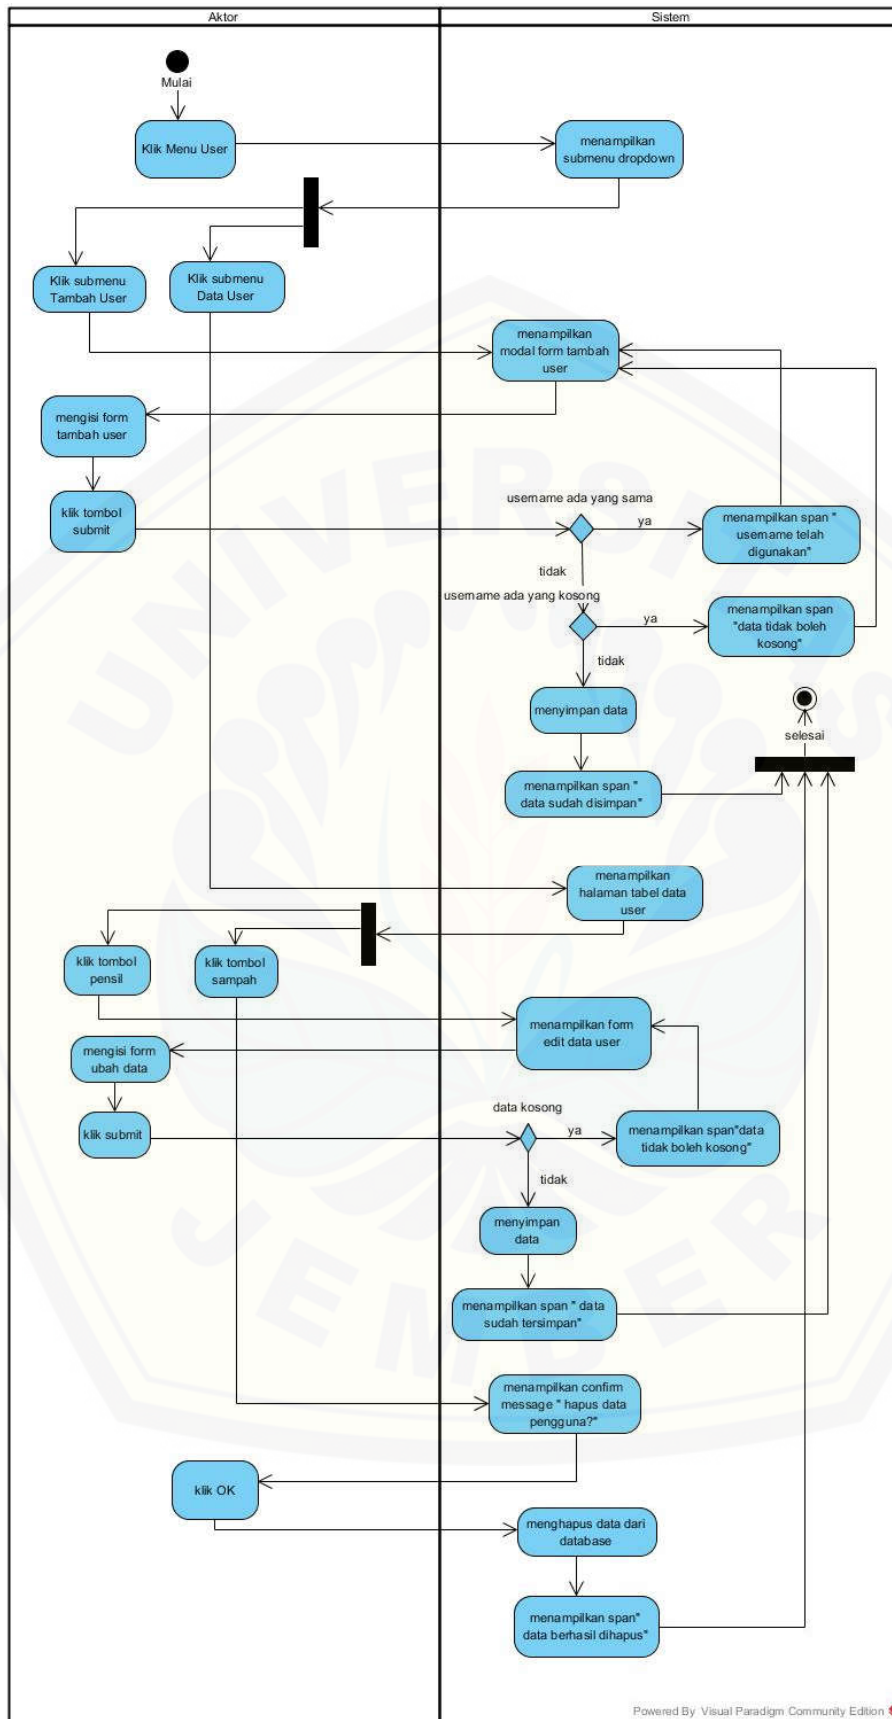 Aktor
Sistem
Mulai
Klik Menu User
menampilkan
submenu dropdown
Klik submenu
Tambah User
Klik submenu
Data User
menampilkan
modal form tambah
user
mengisi form
tambah user
klik tombol
submit
username ada yang sama
ya
menampilkan span "
username telah
digunakan"
tidak
username ada yang kosong
ya
menampilkan span
"data tidak boleh
kosong"
tidak
menyimpan data
selesai
menampilkan span "
data sudah disimpan"
menampilkan
halaman tabel data
user
klik tombol
pensil
klik tombol
sampah
menampilkan form
edit data user
mengisi form
ubah data
klik submit
data kosong
ya
menampilkan span"data
tidak boleh kosong"
tidak
menyimpan
data
menampilkan span " data
sudah tersimpan"
menampilkan confirm
message " hapus data
pengguna?"
klik OK
menghapus data dari
database
menampilkan span"
data berhasil dihapus"
UNIVERSITAS
JEMBER
Powered By Visual Paradigm Community Edition